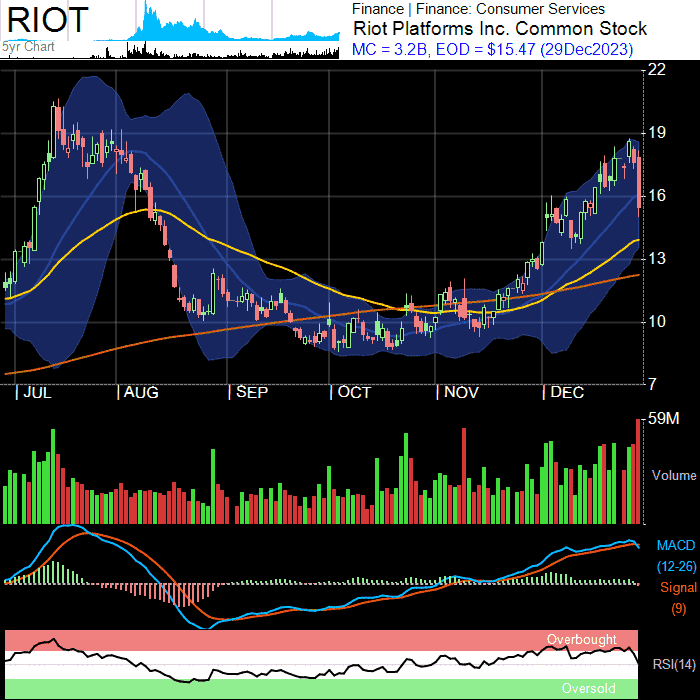 RIOT
5yr Chart
Finance | Finance: Consumer Services
Riot Platforms Inc. Common Stock
MC = 3.2B, EOD = $15.47 (29Dec2023)
22
19
16
13
10
7
| JUL | AUG | SEP | OCT | NOV | DEC
59M
Volume
MACD
(12-26)
Signal
(9)
Overbought
RSI(14)
Oversold